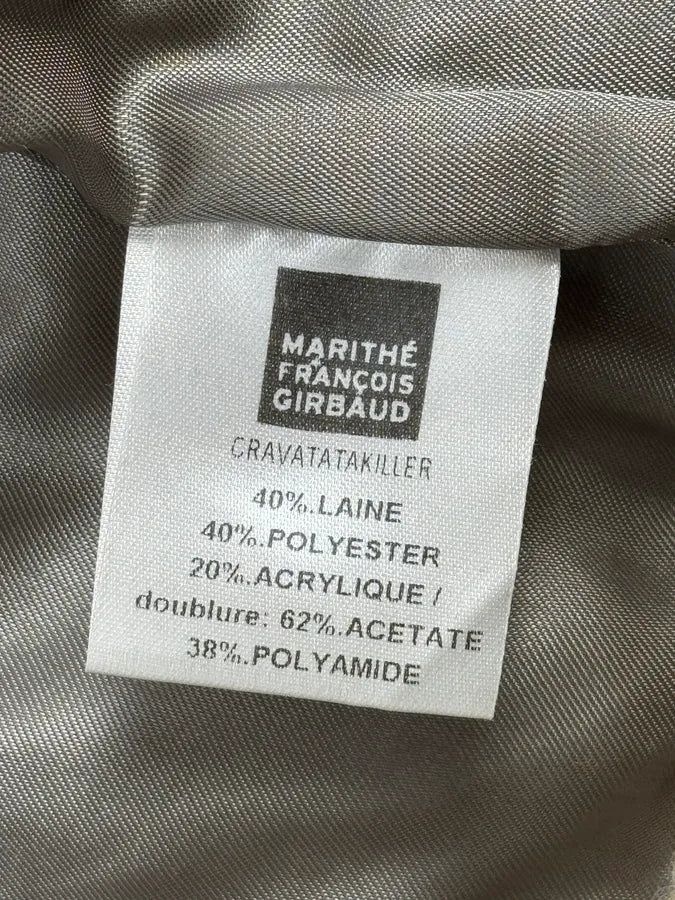 MARITHÉ
& FRANÇOIS
GIRBAUD
CRAVATATAKILLER
40%.LAINE
40%.POLYESTER
20%.ACRYLIQUE /
doublure: 62%.ACETATE
38%.POLYAMIDE